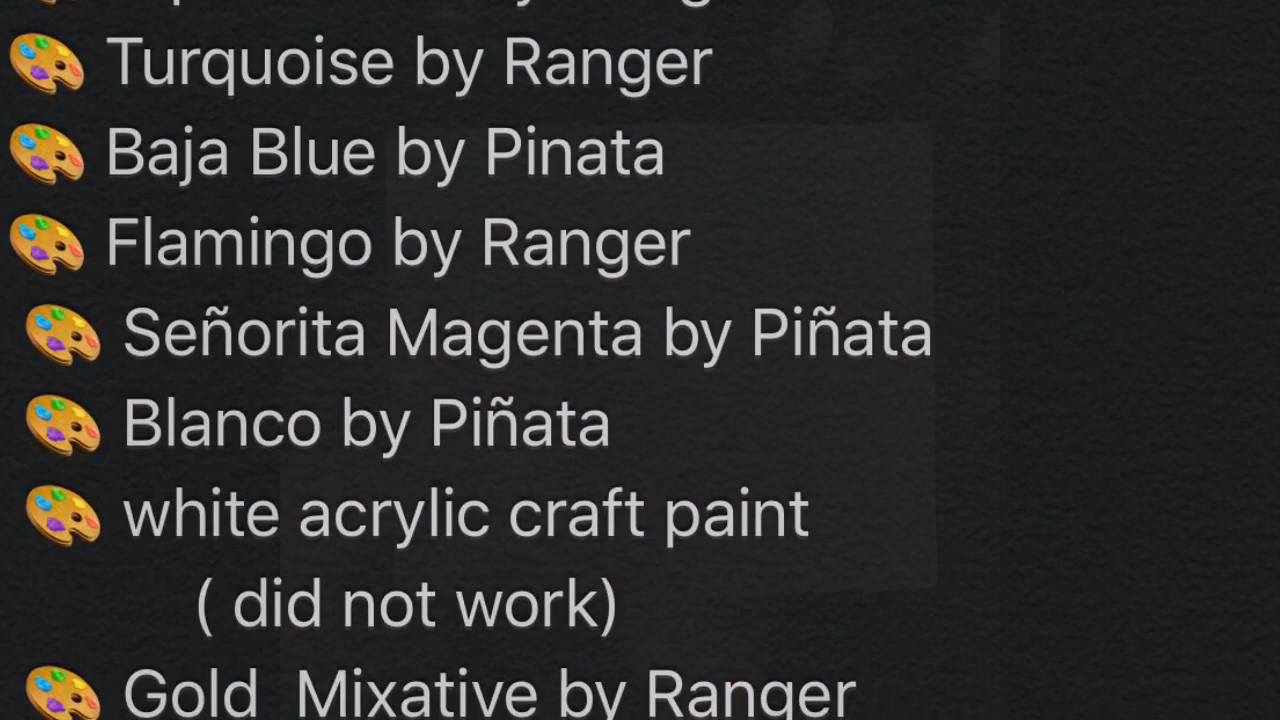 🎨 Turquoise by Ranger
🎨 Baja Blue by Pinata
🎨 Flamingo by Ranger
🎨 Señorita Magenta by Piñata
🎨 Blanco by Piñata
🎨 white acrylic craft paint
( did not work)
🎨 Gold  Mixative by Ranger